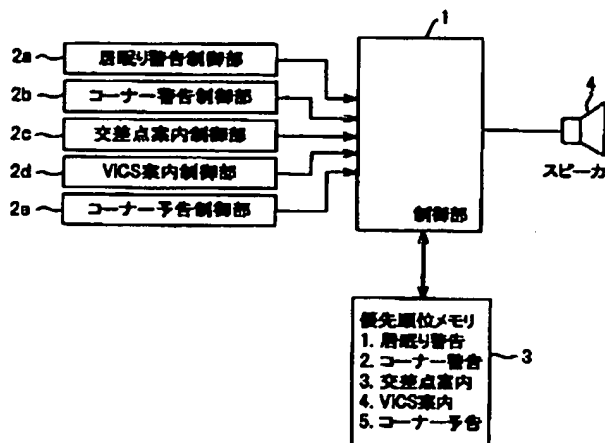 1
2a 居眠り警告制御部
2b コーナー警告制御部
2c 交差点案内制御部
2d VICS案内制御部
2e コーナー予告制御部
制御部
4
スピーカ
優先順位メモリ
1. 居眠り警告
2. コーナー警告
3. 交差点案内
4. VICS案内
5. コーナー予告
3